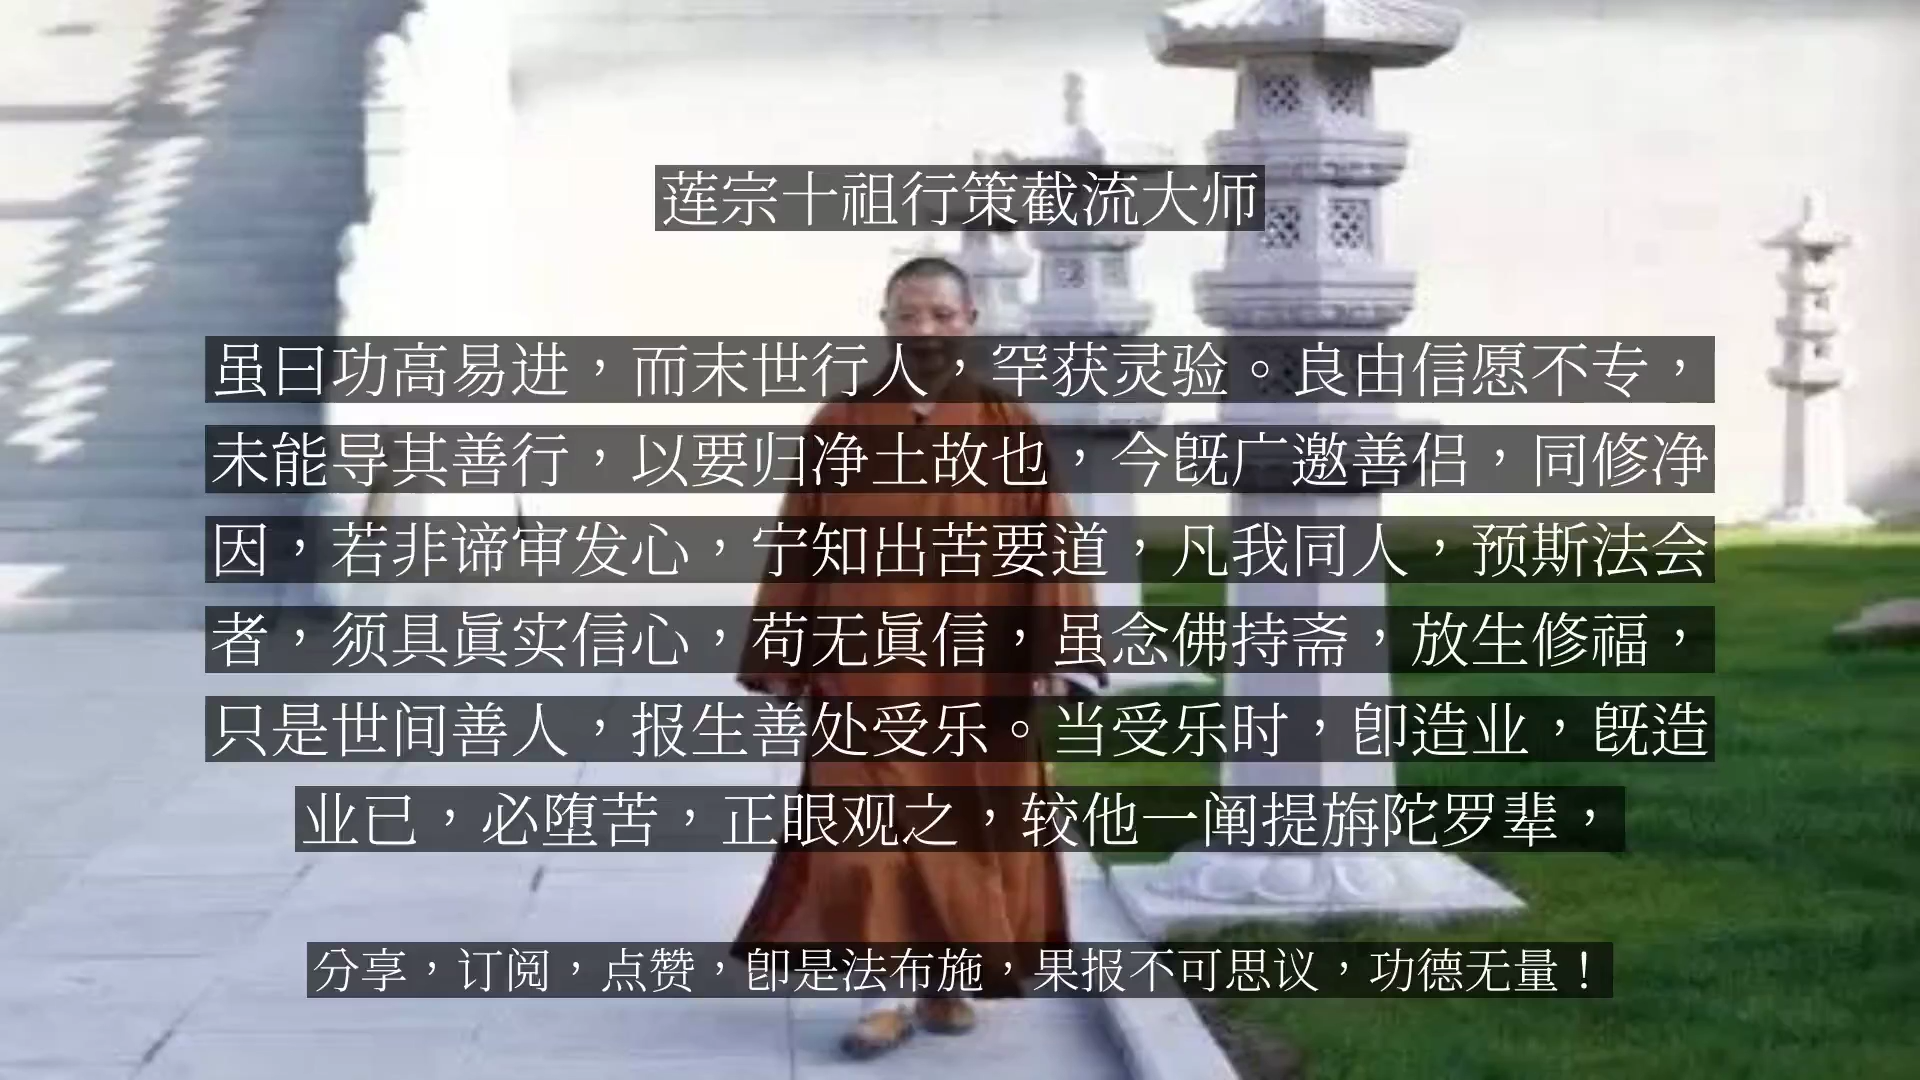 莲宗十祖行策截流大师
虽曰功高易进，而末世行人，罕获灵验。良由信愿不专，
未能导其善行，以要归净土故也，今既广邀善侣，同修净
因，若非谛审发心，宁知出苦要道，凡我同人，预斯法会
者，须具眞实信心，苟无眞信，虽念佛持斋，放生修福，
只是世间善人，报生善处受乐。当受乐时，卽造业，既造
业已，必堕苦，正眼观之，较他一阐提旃陀罗辈，
分享，订阅，点赞，卽是法布施，果报不可思议，功德无量！